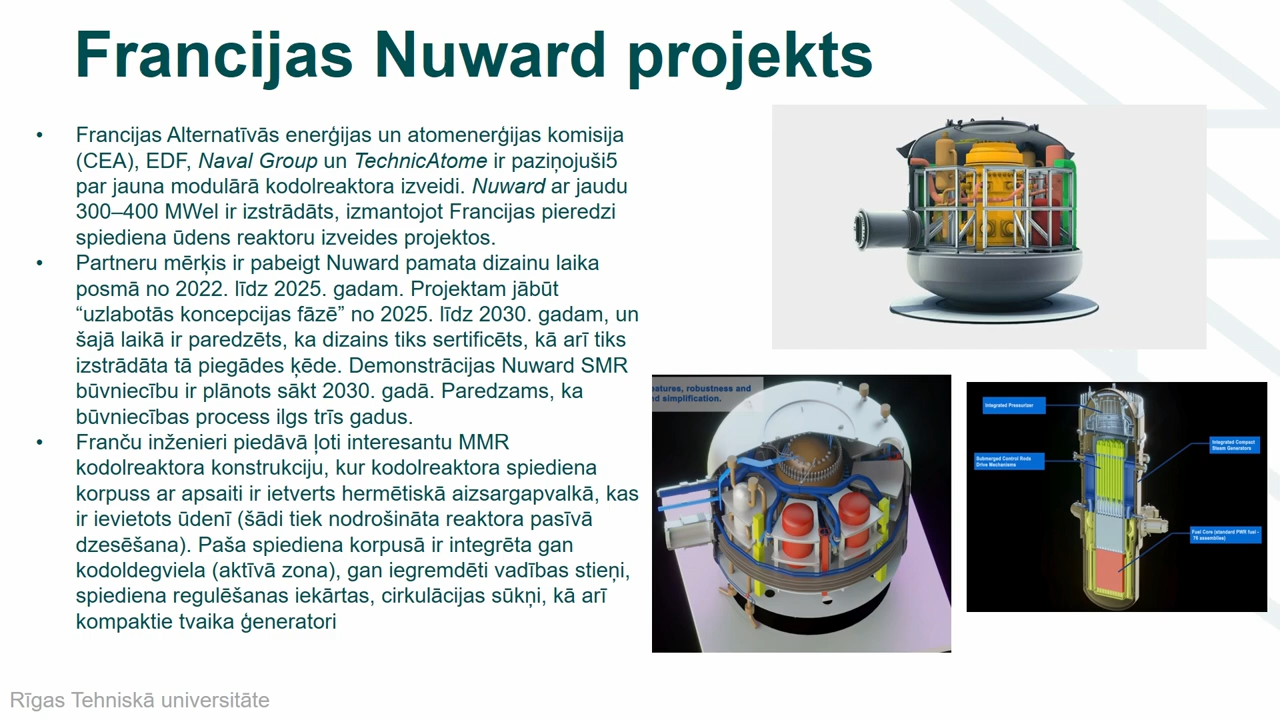 Francijas Nuward projekts
• Francijas Alternatīvās enerģijas un atomenerģijas komisija
(CEA), EDF, Naval Group un TechnicAtome ir paziņojuši5
par jauna modulārā kodolreaktora izveidi. Nuward ar jaudu
300–400 MWel ir izstrādāts, izmantojot Francijas pieredzi
spiediena ūdens reaktoru izveides projektos.
• Partneru mērķis ir pabeigt Nuward pamata dizainu laika
posmā no 2022. līdz 2025. gadam. Projektam jābūt
“uzlabotās koncepcijas fāzē” no 2025. līdz 2030. gadam, un
šajā laikā ir paredzēts, ka dizains tiks sertificēts, kā arī tiks
izstrādāta tā piegādes ķēde. Demonstrācijas Nuward SMR
būvniecību ir plānots sākt 2030. gadā. Paredzams, ka
būvniecības process ilgs trīs gadus.
• Franču inženieri piedāvā ļoti interesantu MMR
kodolreaktora konstrukciju, kur kodolreaktora spiediena
korpuss ar apsaiti ir ietverts hermētiskā aizsargapvalkā, kas
ir ievietots ūdenī (šādi tiek nodrošināta reaktora pasīvā
dzesēšana). Paša spiediena korpusā ir integrēta gan
kodoldegviela (aktīvā zona), gan iegremdēti vadības stieņi,
spiediena regulēšanas iekārtas, cirkulācijas sūkņi, kā arī
kompaktie tvaika ģeneratori
eatures, robustness and
d simplification.
Integrated Pressurizer
Integrated Compact
Steam Generators
Submerged Control Rods
Drive Mechanisms
Fuel Core (standard PWR fuel -
76 assemblies)
Rīgas Tehniskā universitāte